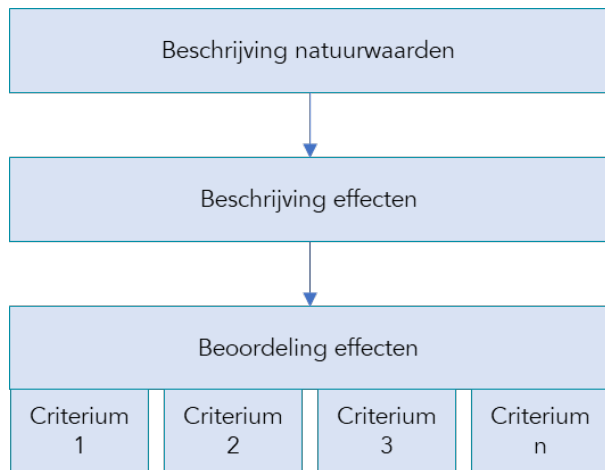 Beschrijving natuurwaarden
Beschrijving effecten
Beoordeling effecten
Criterium
1
Criterium
2
Criterium
3
Criterium
n